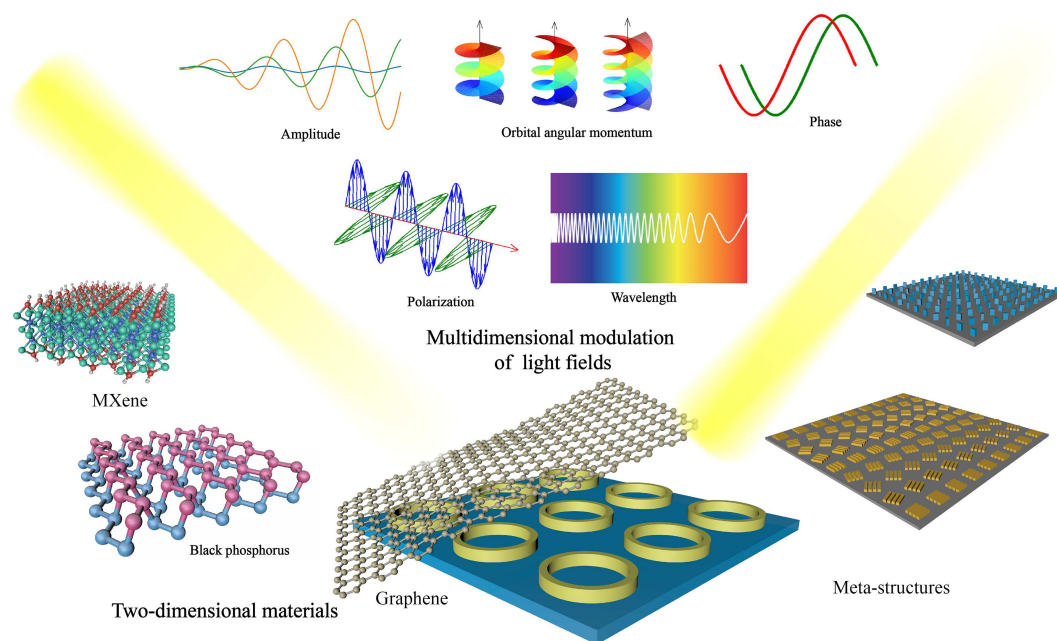 Amplitude
Orbital angular momentum
Phase
Polarization
Wavelength
Multidimensional modulation
of light fields
MXene
Black phosphorus
Two-dimensional materials
Graphene
Meta-structures